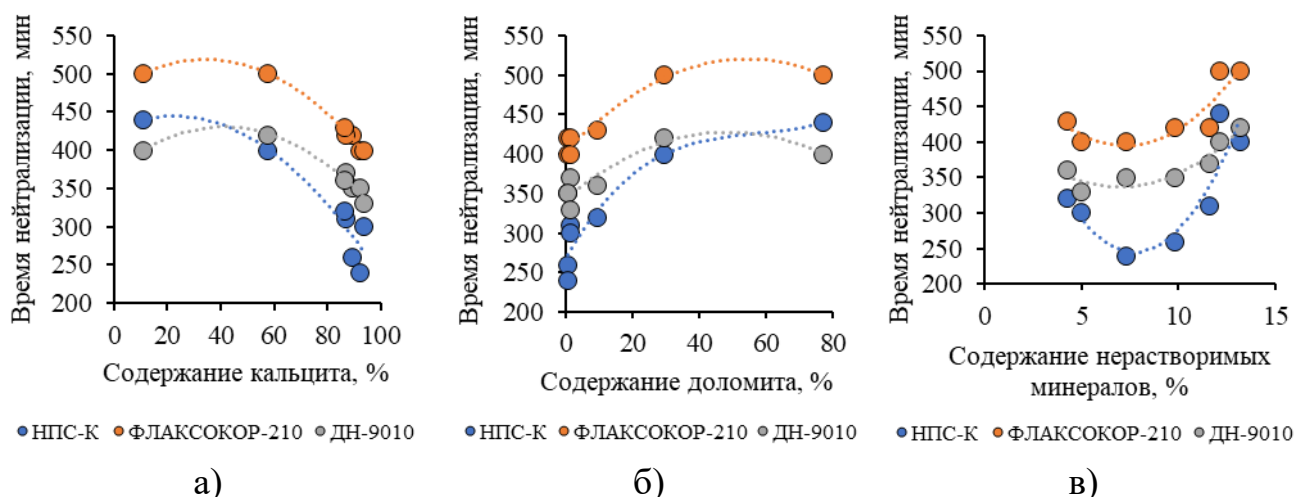 Время нейтрализации, мин
550
500
450
400
350
300
250
200
0 20 40 60 80 100
Содержание кальцита, %
НПС-К ФЛАКСОКОР-210 ДН-9010
а)
Время нейтрализации, мин
550
500
450
400
350
300
250
200
0 20 40 60 80
Содержание доломита, %
НПС-К ФЛАКСОКОР-210 ДН-9010
б)
Время нейтрализации, мин
550
500
450
400
350
300
250
200
0 5 10 15
Содержание нерастворимых
минералов, %
НПС-К ФЛАКСОКОР-210 ДН-9010
в)